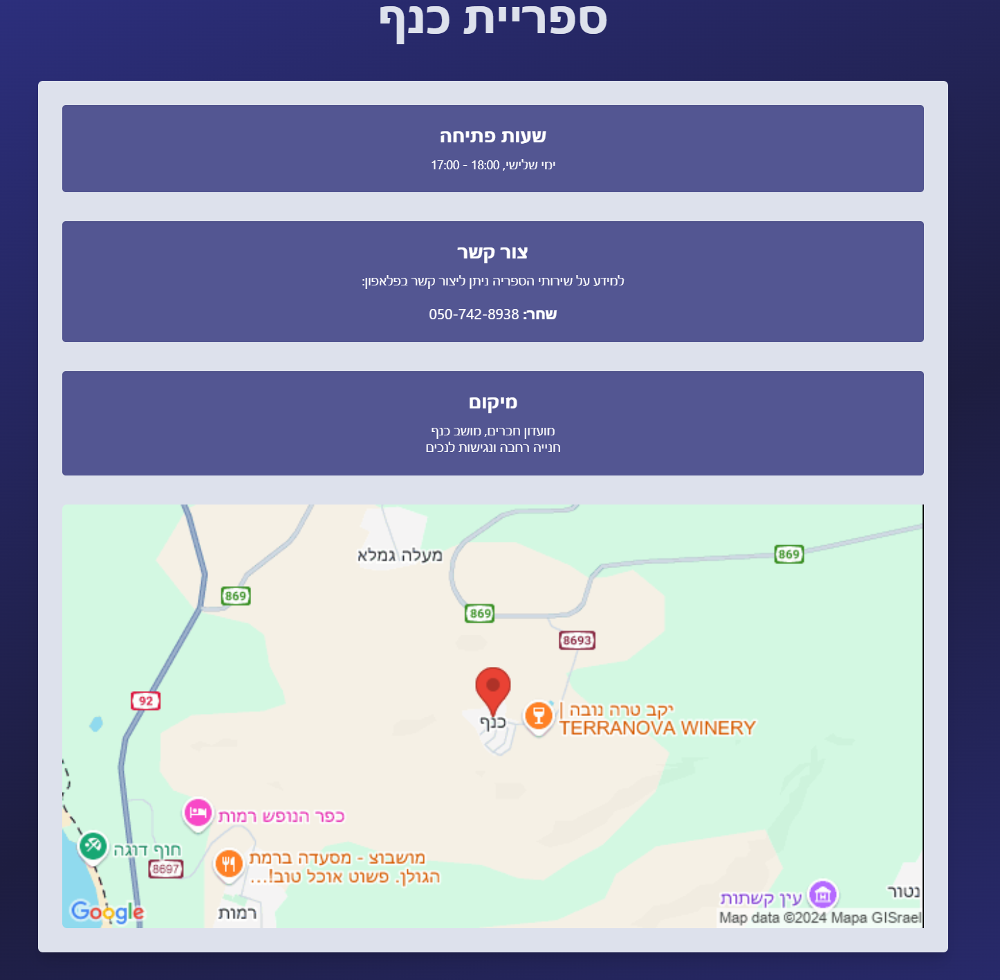 ספריית כנף
שעות פתיחה
ימי שלישי, 18:00 - 17:00
צור קשר
למידע על שירותי הספריה ניתן ליצור קשר בפלאפון:
שחר: 050-742-8938
מיקום
מועדון חברים, מושב כנף
חנייה רחבה ונגישות לנכים
מעלה גמלא
869
869
869
8693
92
כנף
יקב טרה נובה |
TERRANOVA WINERY
כפר הנופש רמות
חוף דוגה
8697
מושבוצ - מסעדה ברמת
הגולן. פשוט אוכל טוב!...
רמות
עין קשתות
נטור
Google
Map data ©2024 Mapa GISrael